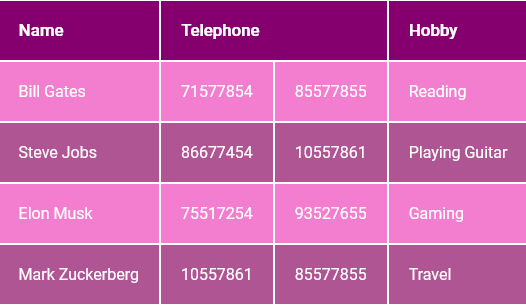 Name Telephone Hobby
Bill Gates 71577854 85577855 Reading
Steve Jobs 86677454 10557861 Playing Guitar
Elon Musk 75517254 93527655 Gaming
Mark Zuckerberg 10557861 85577855 Travel